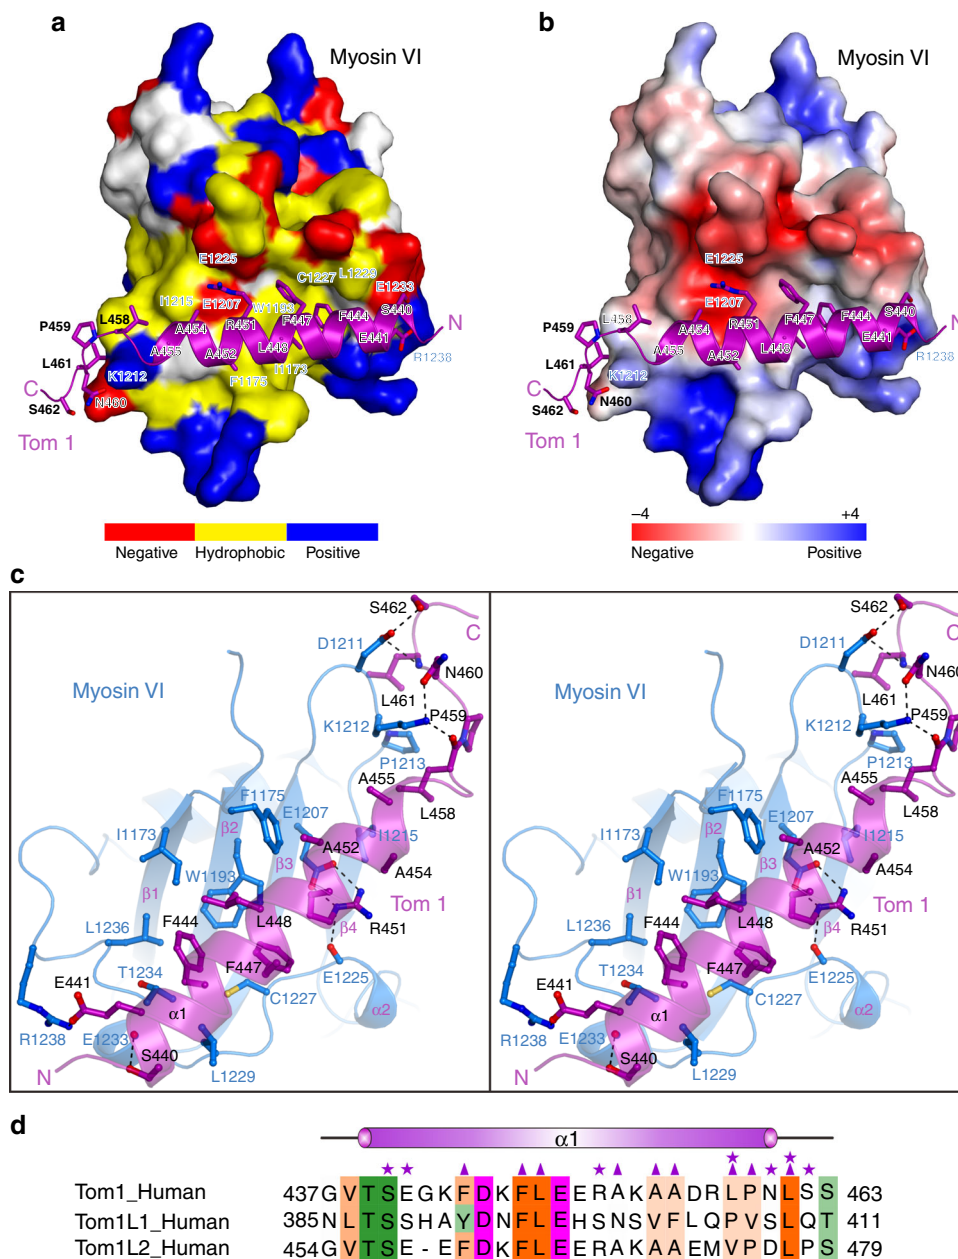 a
Myosin VI
E1225
C1227
L1229
E1233
I1215
E1207
W1193
S440
N
P459
L458
A454
R451
F447
F444
E441
R1238
L461
A455
A452
L448
I1173
C
K1212
F1175
S462
N460
Tom 1
Negative Hydrophobic Positive
b
Myosin VI
E1225
E1207
S440
N
P459
L458
A454
R451
F447
F444
E441
R1238
L461
A455
A452
L448
C
K1212
S462
N460
Tom 1
−4 +4
Negative Positive
c
S462
C
D1211
N460
Myosin VI
L461
K1212
P459
P1213
A455
F1175
E1207
L458
β2
I1173
A452
I1215
β3
A454
W1193
β1
Tom 1
L448
L1236
F444
β4
R451
T1234
F447
E1225
E441
C1227
α1
α2
R1238
E1233
S440
N
L1229
S462
C
D1211
N460
Myosin VI
L461
K1212
P459
P1213
A455
F1175
E1207
L458
β2
I1173
A452
I1215
β3
A454
W1193
β1
Tom 1
L448
L1236
F444
β4
R451
T1234
F447
E1225
E441
C1227
α1
α2
R1238
E1233
S440
N
L1229
d
α1
Tom1_Human 437 GVTSEGKFDKFLEERAKAADRLPNLSS 463
Tom1L1_Human 385 NLTSSHAYDNFLEHSNSVFLQPVSLQT 411
Tom1L2_Human 454 GVTSE-EFDKFLEERAKAAEMVPDLPS 479